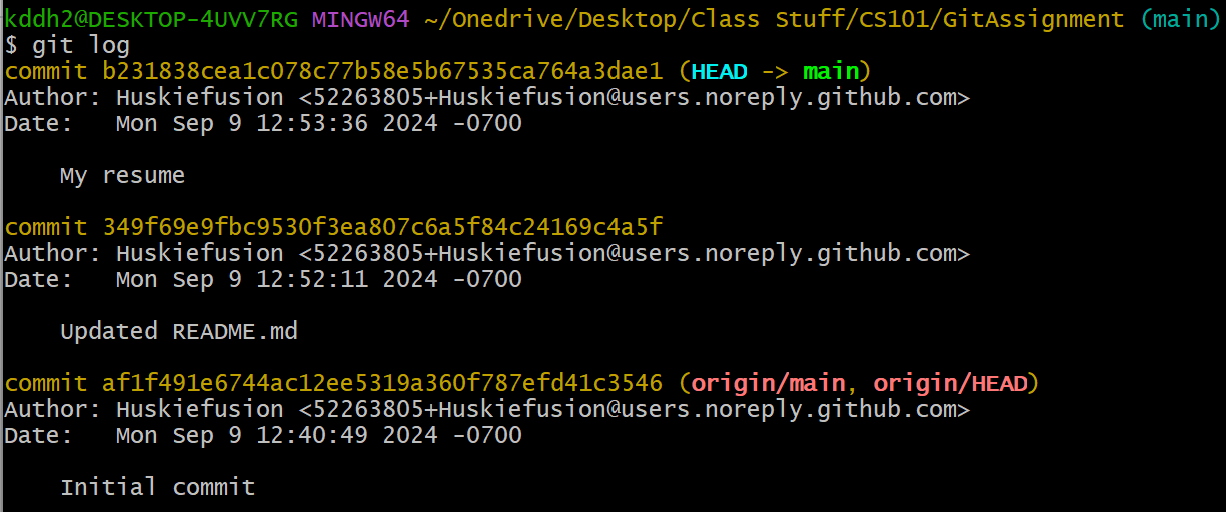 kddh2@DESKTOP-4UVV7RG MINGW64 ~/Onedrive/Desktop/Class Stuff/CS101/GitAssignment (main)
$ git log
commit b231838cea1c078c77b58e5b67535ca764a3dae1 (HEAD -> main)
Author: Huskiefusion <52263805+Huskiefusion@users.noreply.github.com>
Date:   Mon Sep 9 12:53:36 2024 -0700

    My resume

commit 349f69e9fbc9530f3ea807c6a5f84c24169c4a5f
Author: Huskiefusion <52263805+Huskiefusion@users.noreply.github.com>
Date:   Mon Sep 9 12:52:11 2024 -0700

    Updated README.md

commit af1f491e6744ac12ee5319a360f787efd41c3546 (origin/main, origin/HEAD)
Author: Huskiefusion <52263805+Huskiefusion@users.noreply.github.com>
Date:   Mon Sep 9 12:40:49 2024 -0700

    Initial commit